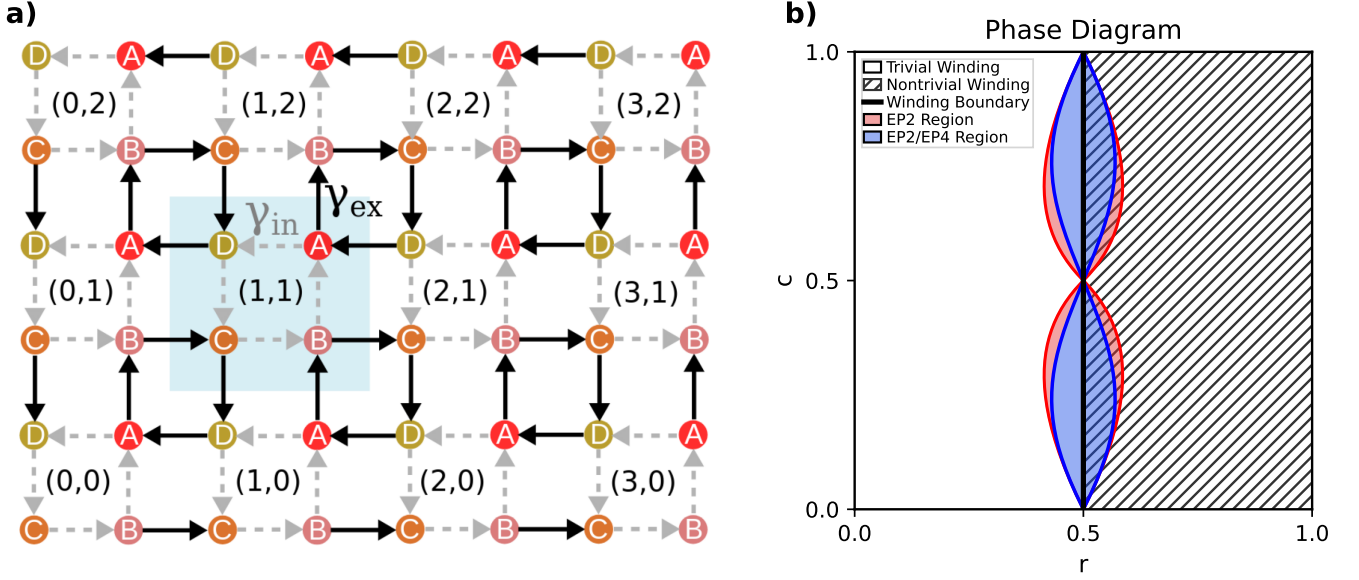 a)
D A D A D A D A
(0,2) (1,2) (2,2) (3,2)
C B C B C B C B
γin γex
D A D A D A D A
(0,1) (1,1) (2,1) (3,1)
C B C B C B C B
D A D A D A D A
(0,0) (1,0) (2,0) (3,0)
C B C B C B C B
b)
Phase Diagram
Trivial Winding
Nontrivial Winding
Winding Boundary
EP2 Region
EP2/EP4 Region
1.0
c
0.5
0.0
0.0 0.5 1.0
r